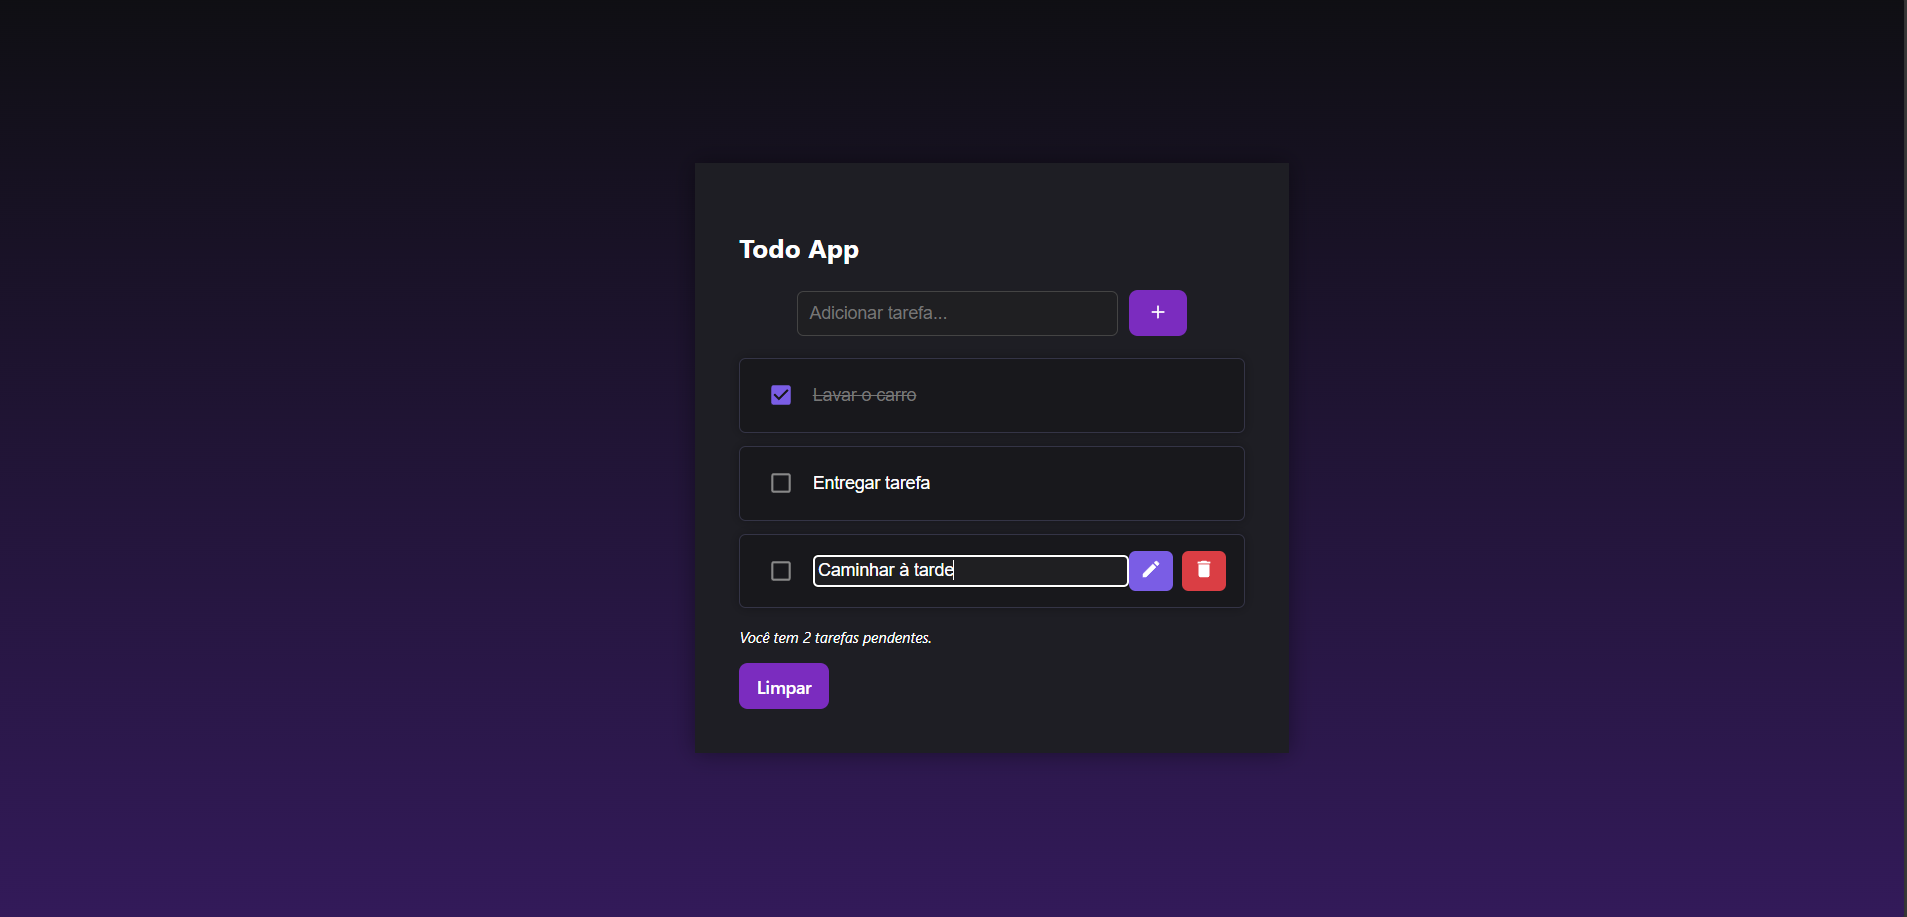 Todo App
Adicionar tarefa...
+
Lavar o carro
Entregar tarefa
Caminhar à tarde
Você tem 2 tarefas pendentes.
Limpar